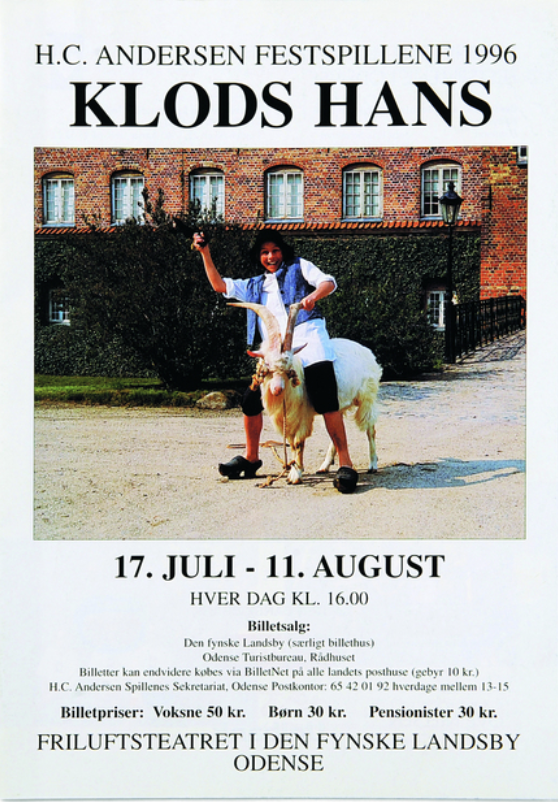 H.C. ANDERSEN FESTSPILLENE 1996
KLODS HANS
17. JULI - 11. AUGUST
HVER DAG KL. 16.00
Billetsalg:
Den fynske Landsby (særligt billethus)
Odense Turistbureau, Rådhuset
Billetter kan endvidere købes via BilletNet på alle landets posthuse (gebyr 10 kr.)
H.C. Andersen Spillenes Sekretariat, Odense Postkontor: 65 42 01 92 hverdage mellem 13-15
Billetpriser: Voksne 50 kr. Børn 30 kr. Pensionister 30 kr.
FRILUFTSTEATRET I DEN FYNSKE LANDSBY
ODENSE